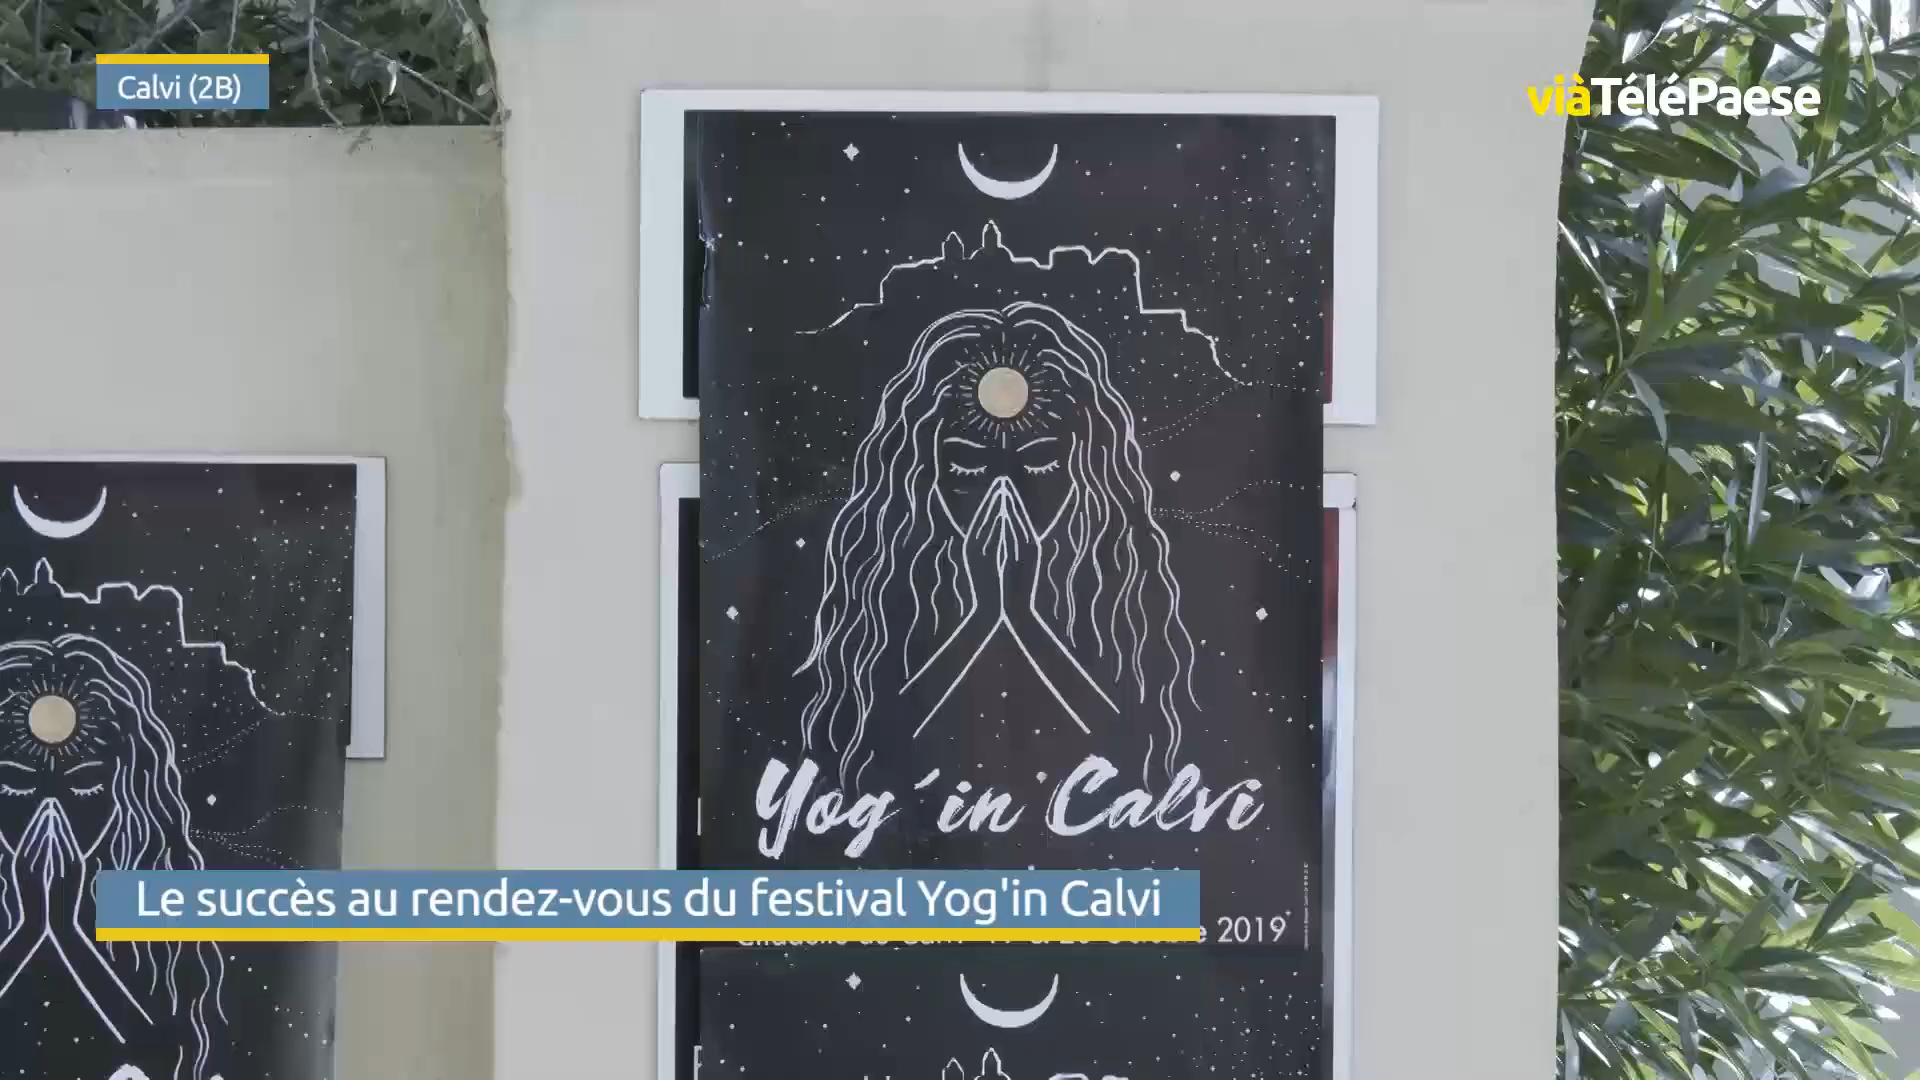 Calvi (2B)
viàTéléPaese
Yog'in Calvi
Le succès au rendez-vous du festival Yog'in Calvi
2019